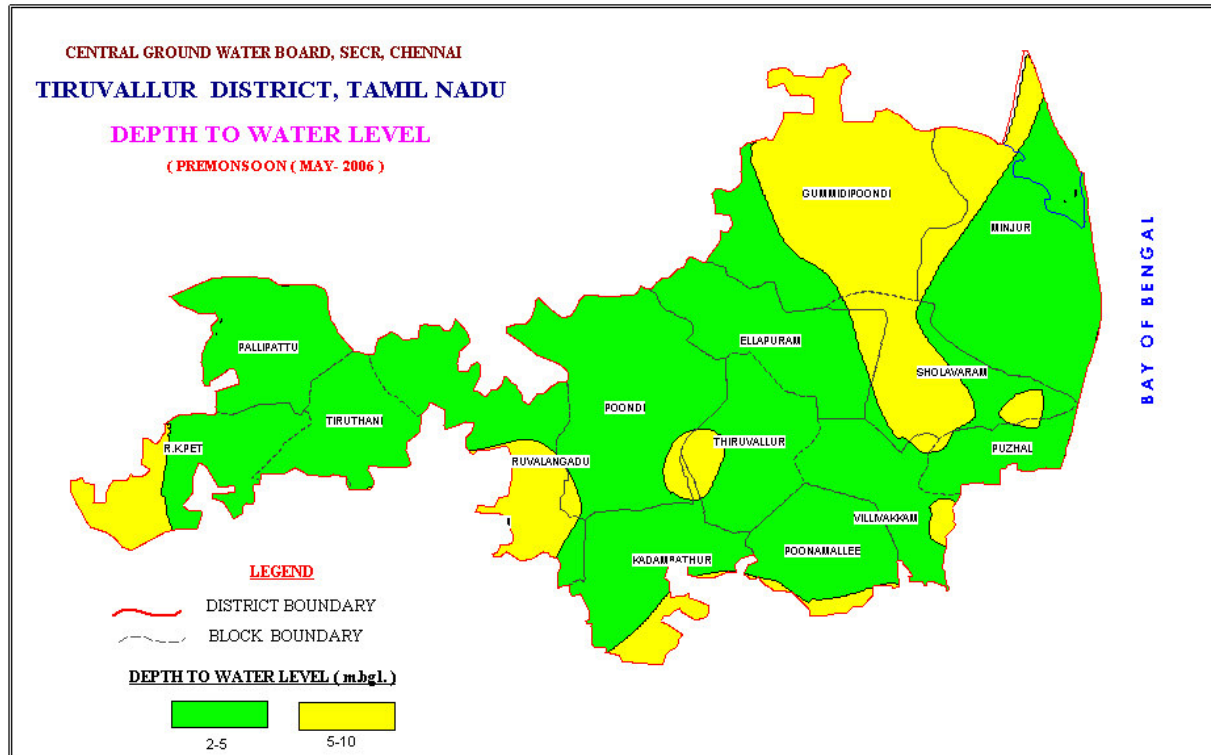 CENTRAL GROUND WATER BOARD, SECR, CHENNAI
TIRUVALLUR DISTRICT, TAMIL NADU
DEPTH TO WATER LEVEL
( PREMONSOON ( MAY- 2006 )
GUMMIDIPOONDI
MINJUR
BAY OF BENGAL
PALLIPATTU
ELLAPURAM
SHOLAVARAM
TIRUTHANI
POONDI
R.K.PET
RUVALANGADU
THIRUVALLUR
PUZHAL
VILLIVAKKAM
KADAMBATHUR
POONAMALLEE
LEGEND
DISTRICT BOUNDARY
BLOCK BOUNDARY
DEPTH TO WATER LEVEL ( m.bgl. )
2-5
5-10